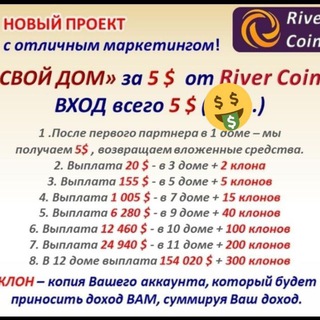 НОВЫЙ ПРОЕКТ
с отличным маркетингом!
Rive
Coin
СВОЙ ДОМ» за 5 $ от River Coin
ВХОД всего 5 $ (...)
1 .После первого партнера в 1 доме – мы
получаем 5$ , возвращаем вложенные средства.
2. Выплата 20 $ - в 3 доме + 2 клона
3. Выплата 155 $ - в 5 доме + 5 клонов
4. Выплата 1 005 $ - в 7 доме + 15 клонов
5. Выплата 6 280 $ - в 9 доме + 40 клонов
6. Выплата 12 460 $ - в 10 доме + 100 клонов
7. Выплата 24 940 $ - в 11 доме + 200 клонов
8. В 12 доме выплата 154 020 $ + 300 клонов
КЛОН – копия Вашего аккаунта, который будет
приносить доход ВАМ, суммируя Ваш доход.